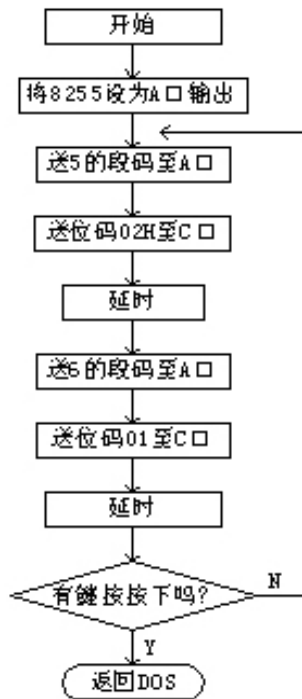 开始
将8255设为A口输出
送5的段码至A口
送位码02H至C口
延时
送6的段码至A口
送位码01至C口
延时
有键按按下吗?
N
Y
返回DOS